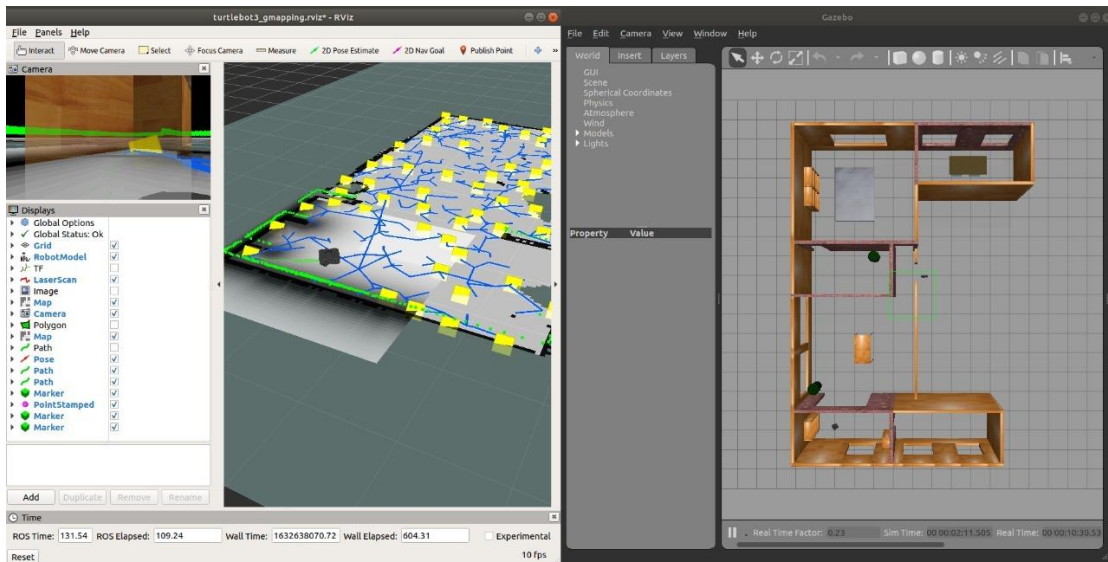 turtlebot3_gmapping.rviz* - RViz
File Panels Help
Interact Move Camera Select Focus Camera Measure 2D Pose Estimate 2D Nav Goal Publish Point »
Camera
Displays
Global Options
Global Status: Ok
Grid
RobotModel
TF
LaserScan
Image
Map
Camera
Polygon
Map
Path
Pose
Path
Path
Marker
PointStamped
Marker
Marker
Add Duplicate Remove Rename
Time
ROS Time: 131.54 ROS Elapsed: 109.24 Wall Time: 1632638070.72 Wall Elapsed: 604.31 Experimental
Reset 10 fps
Gazebo
File Edit Camera View Window Help
World Insert Layers
GUI
Scene
Spherical Coordinates
Physics
Atmosphere
Wind
Models
Lights
Property Value
Real Time Factor: 0.23 Sim Time: 00 00:02:11.505 Real Time: 00 00:10:30.53